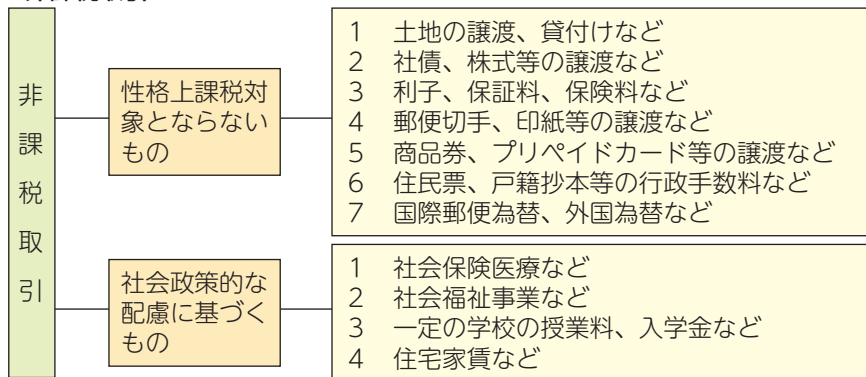 非課税取引
性格上課税対
象とならない
もの
1 土地の譲渡、貸付けなど
2 社債、株式等の譲渡など
3 利子、保証料、保険料など
4 郵便切手、印紙等の譲渡など
5 商品券、プリペイドカード等の譲渡など
6 住民票、戸籍抄本等の行政手数料など
7 国際郵便為替、外国為替など
社会政策的な
配慮に基づく
もの
1 社会保険医療など
2 社会福祉事業など
3 一定の学校の授業料、入学金など
4 住宅家賃など